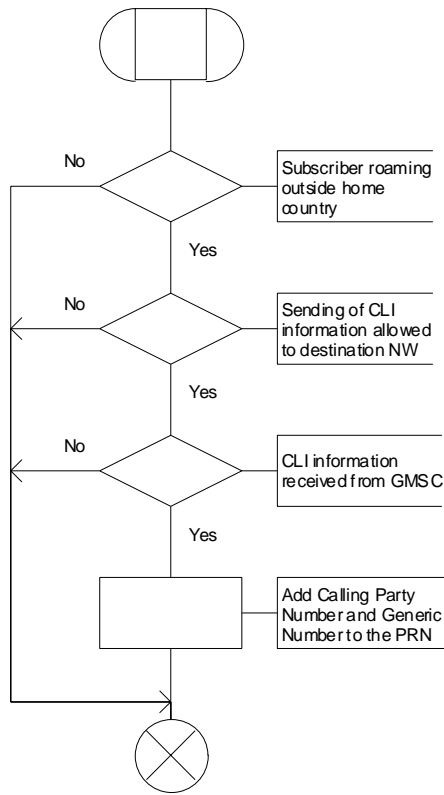 No
Subscriber roaming
outside home
country
Yes
No
Sending of CLI
information allowed
to destination NW
Yes
No
CLI information
received from GMSC
Yes
Add Calling Party
Number and Generic
Number to the PRN